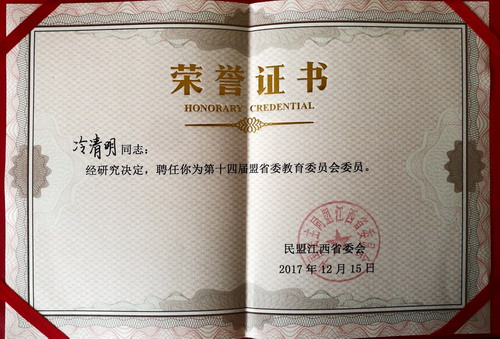 荣誉证书
HONORARY CREDENTIAL
冷清明同志：
经研究决定，聘任你为第十四届盟省委教育委员会委员。
民盟江西省委会
2017年12月15日